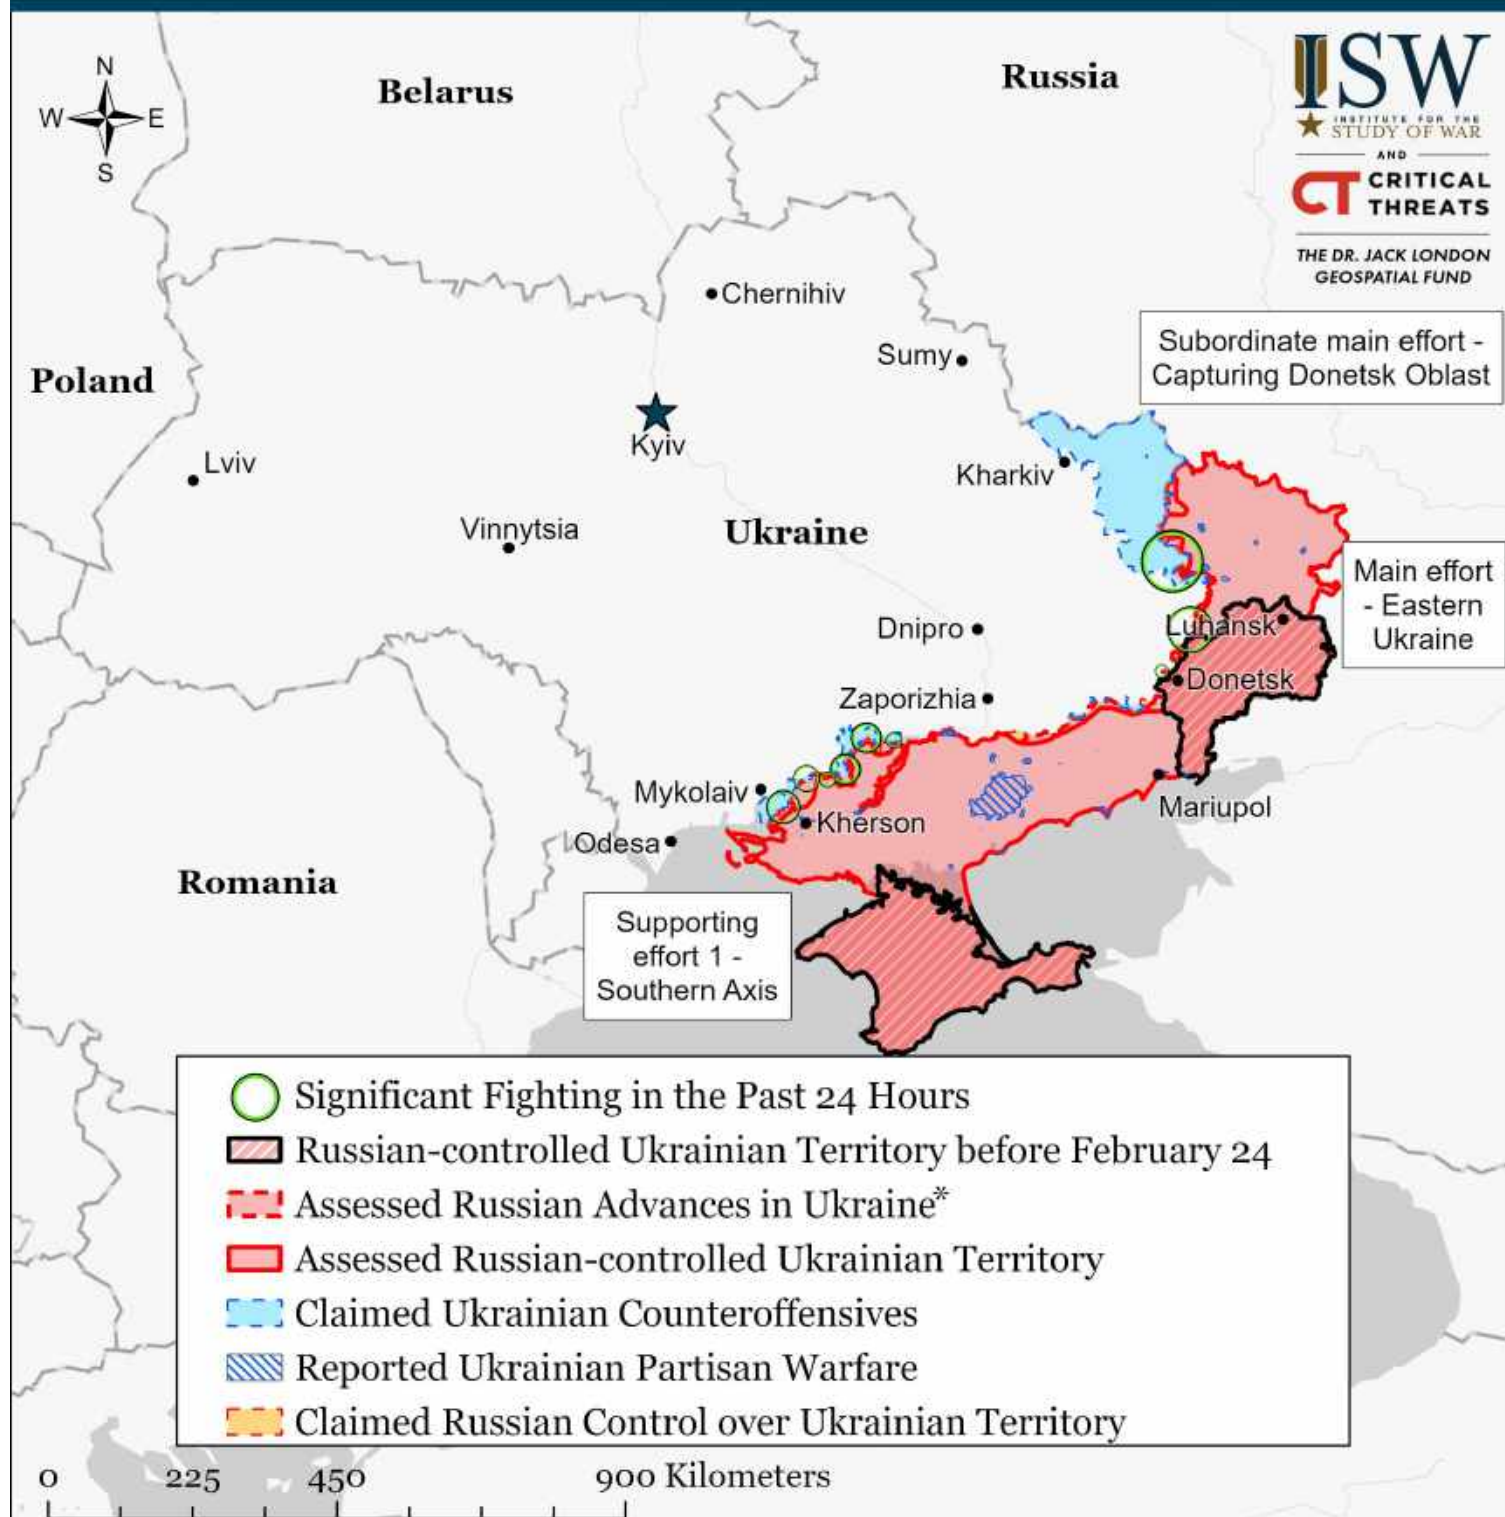 N
W E
S
Belarus
Russia
ISW
INSTITUTE FOR THE
STUDY OF WAR
AND
CT CRITICAL
THREATS
THE DR. JACK LONDON
GEOSPATIAL FUND
Chernihiv
Subordinate main effort -
Capturing Donetsk Oblast
Sumy
Poland
Kyiv
Lviv
Kharkiv
Vinnytsia
Ukraine
Main effort
- Eastern
Ukraine
Dnipro
Luhansk
Donetsk
Zaporizhia
Mykolaiv
Mariupol
Kherson
Odesa
Romania
Supporting
effort 1 -
Southern Axis
Significant Fighting in the Past 24 Hours
Russian-controlled Ukrainian Territory before February 24
Assessed Russian Advances in Ukraine*
Assessed Russian-controlled Ukrainian Territory
Claimed Ukrainian Counteroffensives
Reported Ukrainian Partisan Warfare
Claimed Russian Control over Ukrainian Territory
0 225 450 900 Kilometers